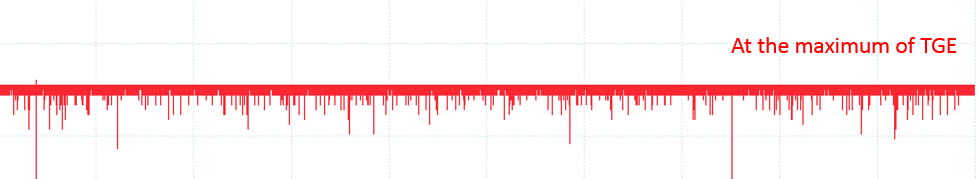 At the maximum of TGE